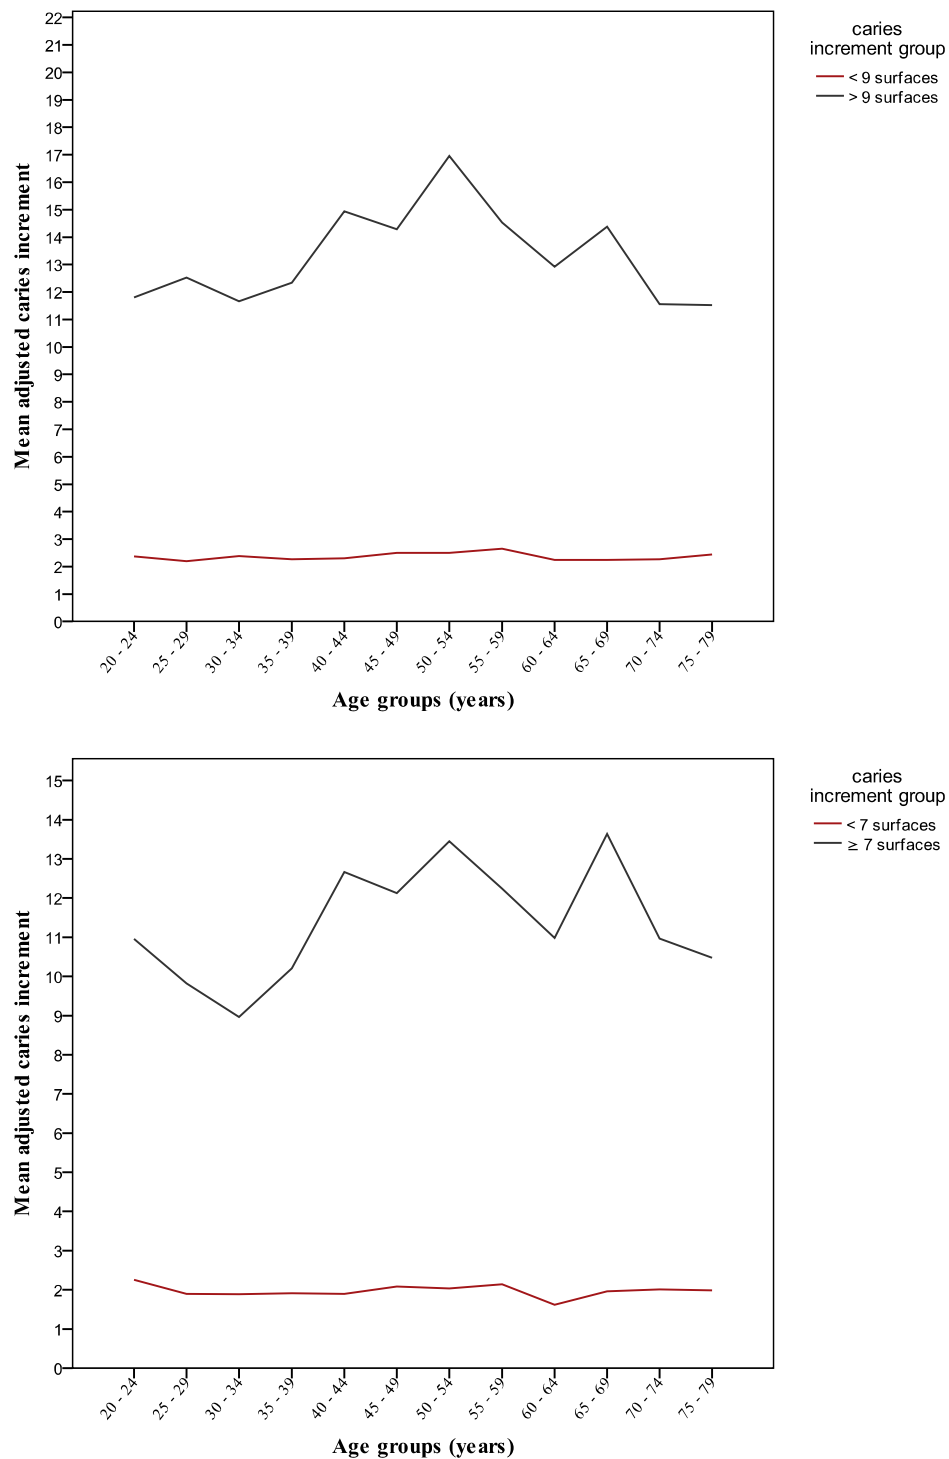 22
21
20
19
18
17
16
15
14
13
12
11
10
9
8
7
6
5
4
3
2
1
0
Mean adjusted caries increment
20 - 24
25 - 29
30 - 34
35 - 39
40 - 44
45 - 49
50 - 54
55 - 59
60 - 64
65 - 69
70 - 74
75 - 79
Age groups (years)
caries
increment group
< 9 surfaces
> 9 surfaces
15
14
13
12
11
10
9
8
7
6
5
4
3
2
1
0
Mean adjusted caries increment
20 - 24
25 - 29
30 - 34
35 - 39
40 - 44
45 - 49
50 - 54
55 - 59
60 - 64
65 - 69
70 - 74
75 - 79
Age groups (years)
caries
increment group
< 7 surfaces
≥ 7 surfaces